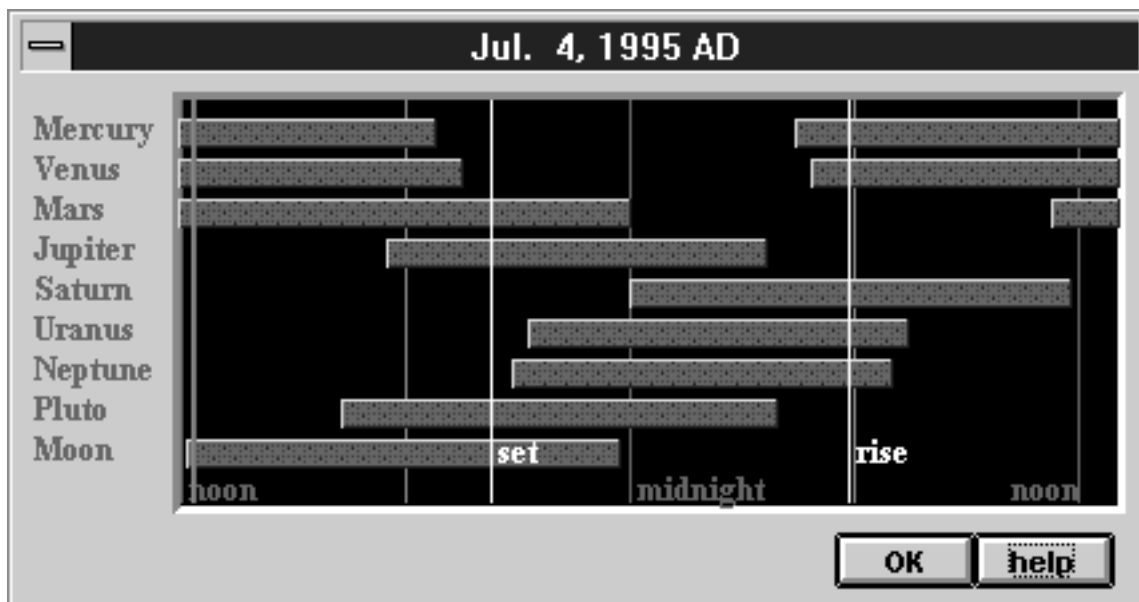 Jul. 4, 1995 AD
Mercury
Venus
Mars
Jupiter
Saturn
Uranus
Neptune
Pluto
Moon set rise
noon midnight noon
OK help